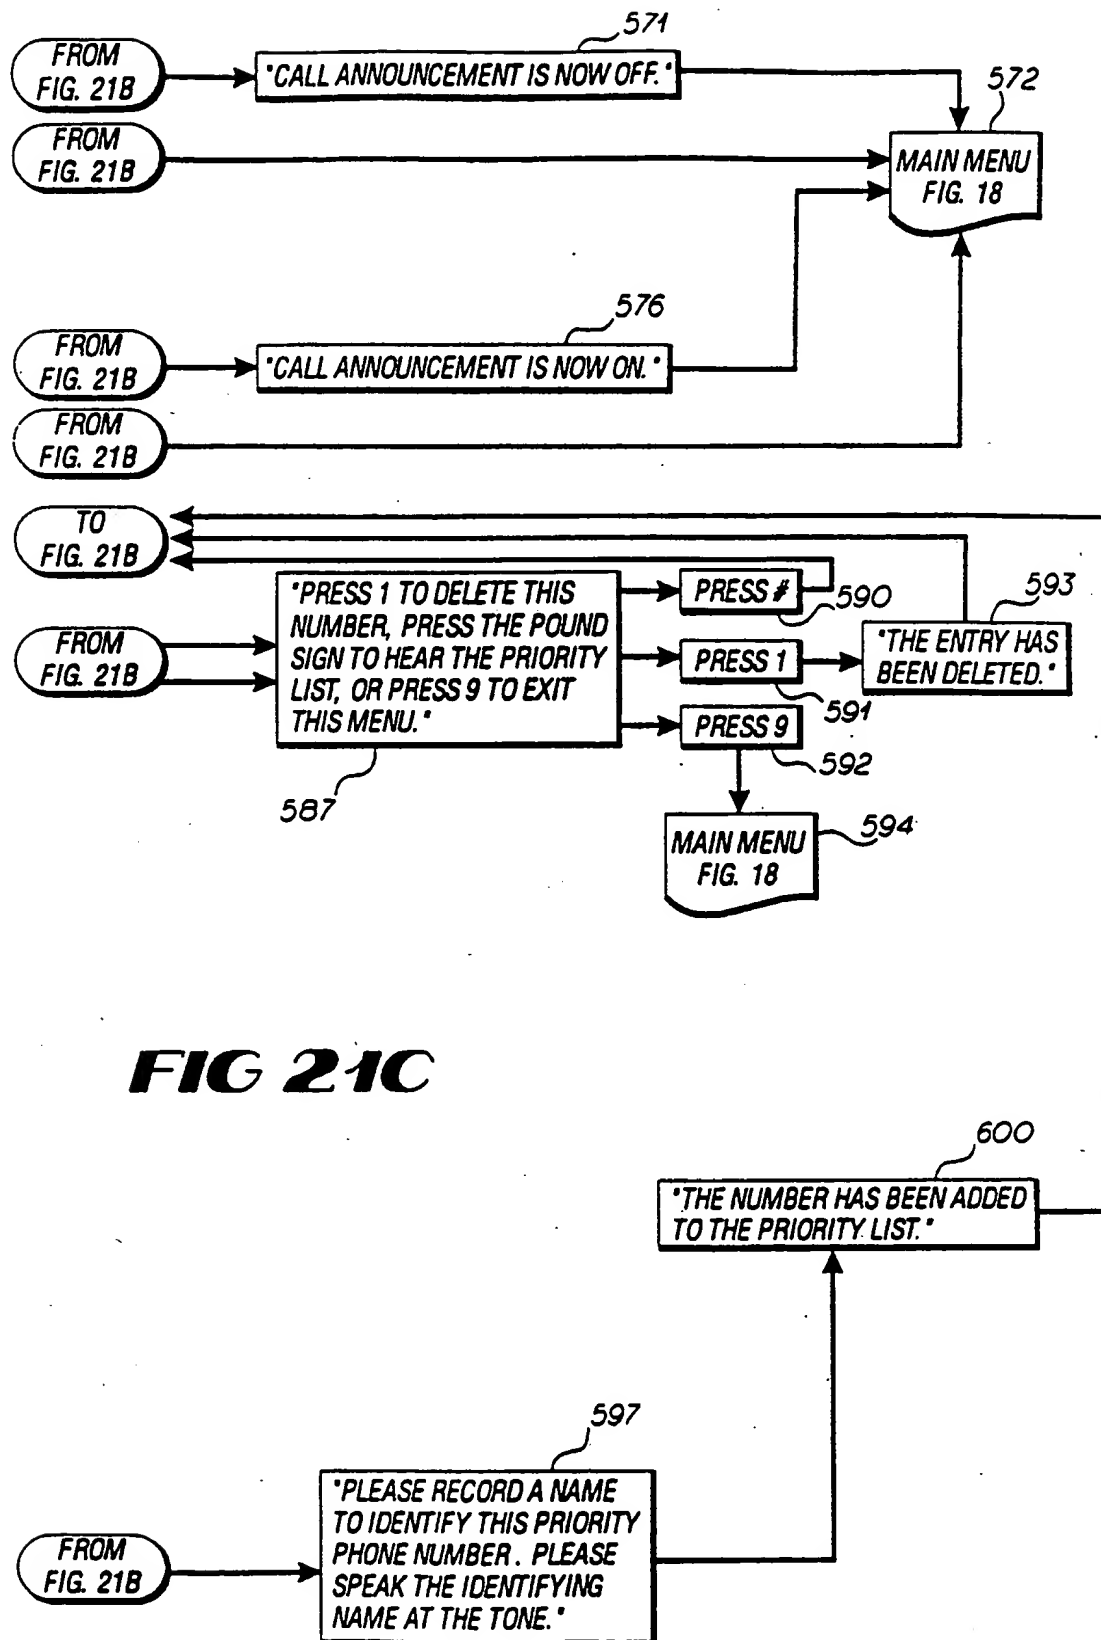 571
FROM
FIG. 21B
"CALL ANNOUNCEMENT IS NOW OFF."
572
FROM
FIG. 21B
MAIN MENU
FIG. 18
576
FROM
FIG. 21B
"CALL ANNOUNCEMENT IS NOW ON."
FROM
FIG. 21B
TO
FIG. 21B
"PRESS 1 TO DELETE THIS
NUMBER, PRESS THE POUND
SIGN TO HEAR THE PRIORITY
LIST, OR PRESS 9 TO EXIT
THIS MENU."
587
FROM
FIG. 21B
PRESS #
590
PRESS 1
591
593
"THE ENTRY HAS
BEEN DELETED."
PRESS 9
592
MAIN MENU
FIG. 18
594
FIG 21C
600
"THE NUMBER HAS BEEN ADDED
TO THE PRIORITY LIST."
597
FROM
FIG. 21B
"PLEASE RECORD A NAME
TO IDENTIFY THIS PRIORITY
PHONE NUMBER. PLEASE
SPEAK THE IDENTIFYING
NAME AT THE TONE."